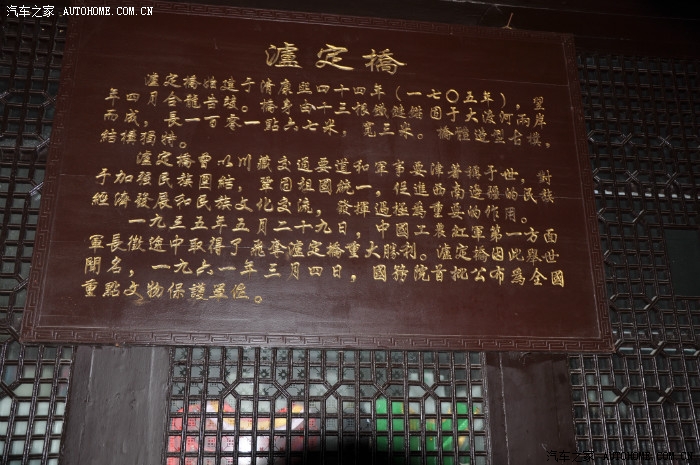 汽车之家 AUTOHOME.COM.CN
瀘定橋
瀘定橋始建于清康熙四十四年（一七〇五年），翌
年四月合龍告竣。橋身由十三根鐵鏈錨固于大渡河兩岸
而成，長一百零一點六七米，寬三米。橋體造型古樸，
結構獨特。
瀘定橋曾以川藏交通要道和軍事要津著稱于世，對
于加强民族團結，鞏固祖國統一，促進西南邊疆的民族
經濟發展和民族文化交流，發揮過極爲重要的作用。
一九三五年五月二十九日，中國工農紅軍第一方面
軍長徵途中取得了飛奪瀘定橋重大勝利。瀘定橋因此舉世
聞名，一九六一年三月四日，國務院首批公布爲全國
重點文物保護單位。
汽车之家 AUTOHOME.COM.CN